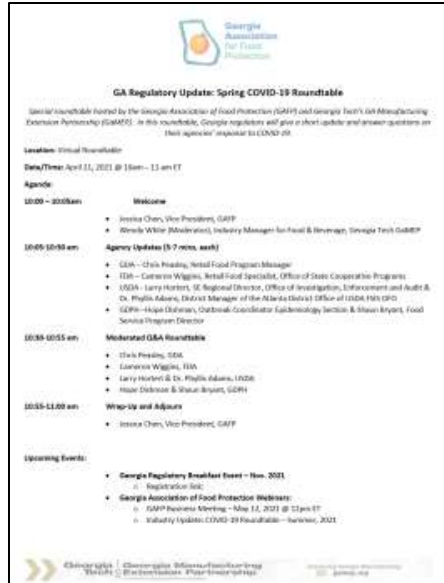 Georgia
Association
for Food
Protection
GA Regulatory Update: Spring COVID-19 Roundtable
Special roundtable hosted by the Georgia Association of Food Protection (GAFP) and Georgia Tech's GA Manufacturing
Extension Partnership (GaMEP). In this roundtable, Georgia regulators will give a short update and answer questions on
their agencies' response to COVID-19.
Location: Virtual Roundtable
Date/Time: April 21, 2021 @ 10am – 11 am ET
Agenda:
10:00 – 10:05am Welcome
• Jessica Chen, Vice President, GAFP
• Wendy White (Moderator), Industry Manager for Food & Beverage, Georgia Tech GaMEP
10:05-10:30 am Agency Updates (5-7 mins. each)
• GDA – Chris Peasley, Retail Food Program Manager
• FDA – Cameron Wiggins, Retail Food Specialist, Office of State Cooperative Programs
• USDA - Larry Hortert, SE Regional Director, Office of Investigation, Enforcement and Audit &
Dr. Phyllis Adams, District Manager of the Atlanta District Office of USDA FSIS OFO
• GDPH –Hope Dishman, Outbreak Coordinator Epidemiology Section & Shaun Bryant, Food
Service Program Director
10:30-10:55 am Moderated Q&A Roundtable
• Chris Peasley, GDA
• Cameron Wiggins, FDA
• Larry Hortert & Dr. Phyllis Adams, USDA
• Hope Dishman & Shaun Bryant, GDPH
10:55-11:00 am Wrap-Up and Adjourn
• Jessica Chen, Vice President, GAFP
Upcoming Events:
• Georgia Regulatory Breakfast Event – Nov. 2021
o Registration link:
• Georgia Association of Food Protection Webinars:
o GAFP Business Meeting – May 12, 2021 @ 12pm ET
o Industry Update: COVID-19 Roundtable – Summer, 2021
Georgia Tech Georgia Manufacturing
Extension Partnership